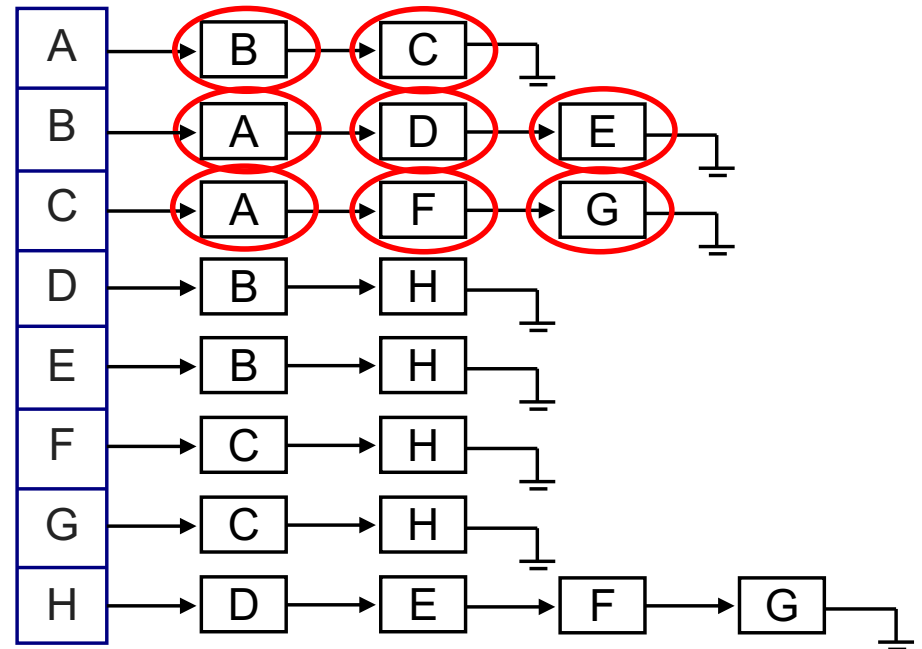 A B C
B A D E
C A F G
D B H
E B H
F C H
G C H
H D E F G